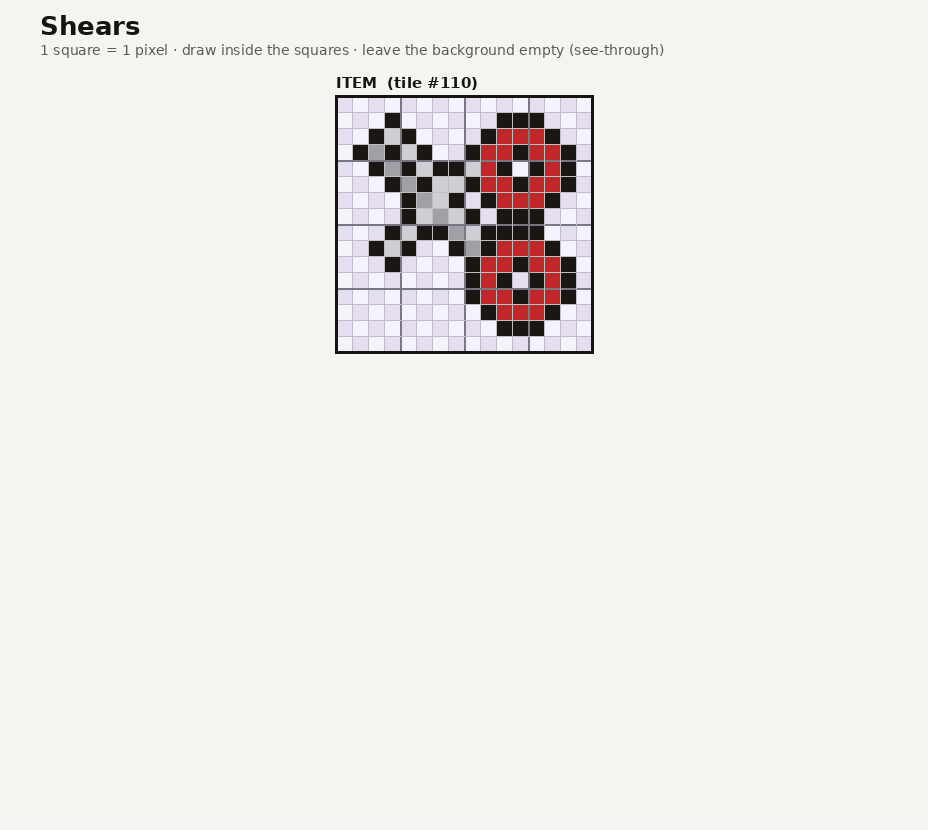 Shears
1 square = 1 pixel · draw inside the squares · leave the background empty (see-through)
ITEM (tile #110)